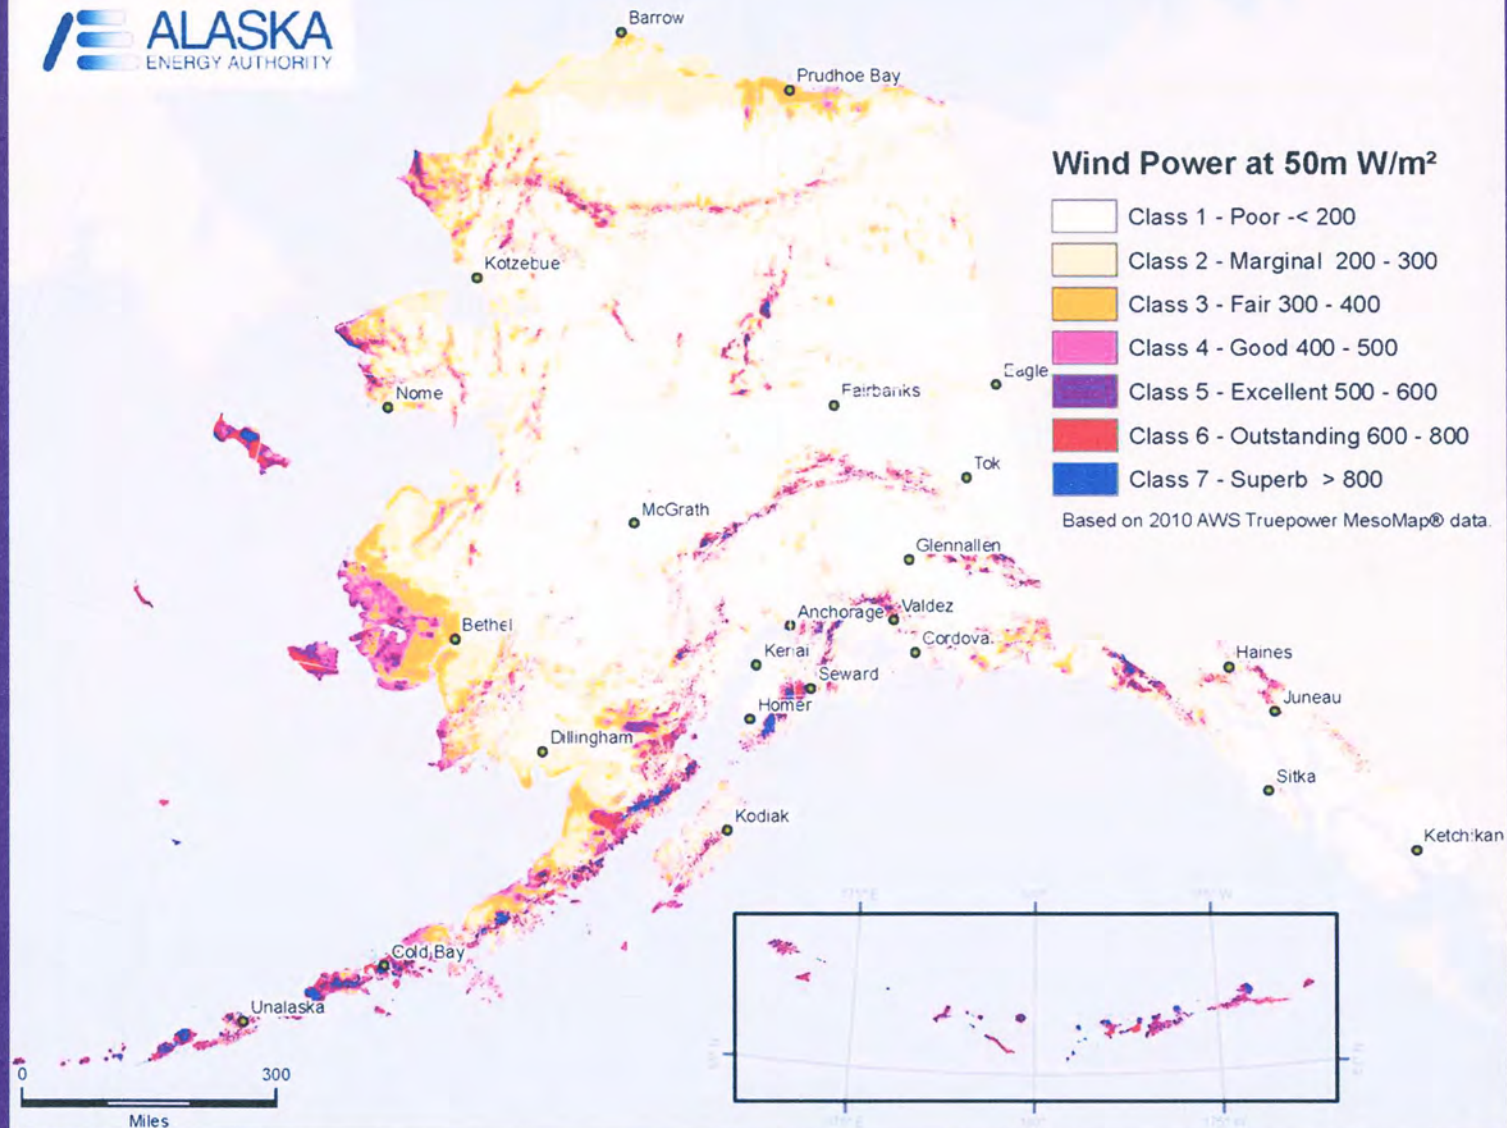 ALASKA
ENERGY AUTHORITY
Barrow
Prudhoe Bay
Wind Power at 50m W/m²
Class 1 - Poor -< 200
Class 2 - Marginal 200 - 300
Class 3 - Fair 300 - 400
Class 4 - Good 400 - 500
Class 5 - Excellent 500 - 600
Class 6 - Outstanding 600 - 800
Class 7 - Superb > 800
Based on 2010 AWS Truepower MesoMap® data.
Kotzebue
Nome
Fairbanks
Eagle
Tok
McGrath
Glennallen
Anchorage
Valdez
Bethel
Cordova
Kenai
Seward
Haines
Juneau
Homer
Dillingham
Sitka
Kodiak
Ketchikan
Cold Bay
Unalaska
0 300
Miles